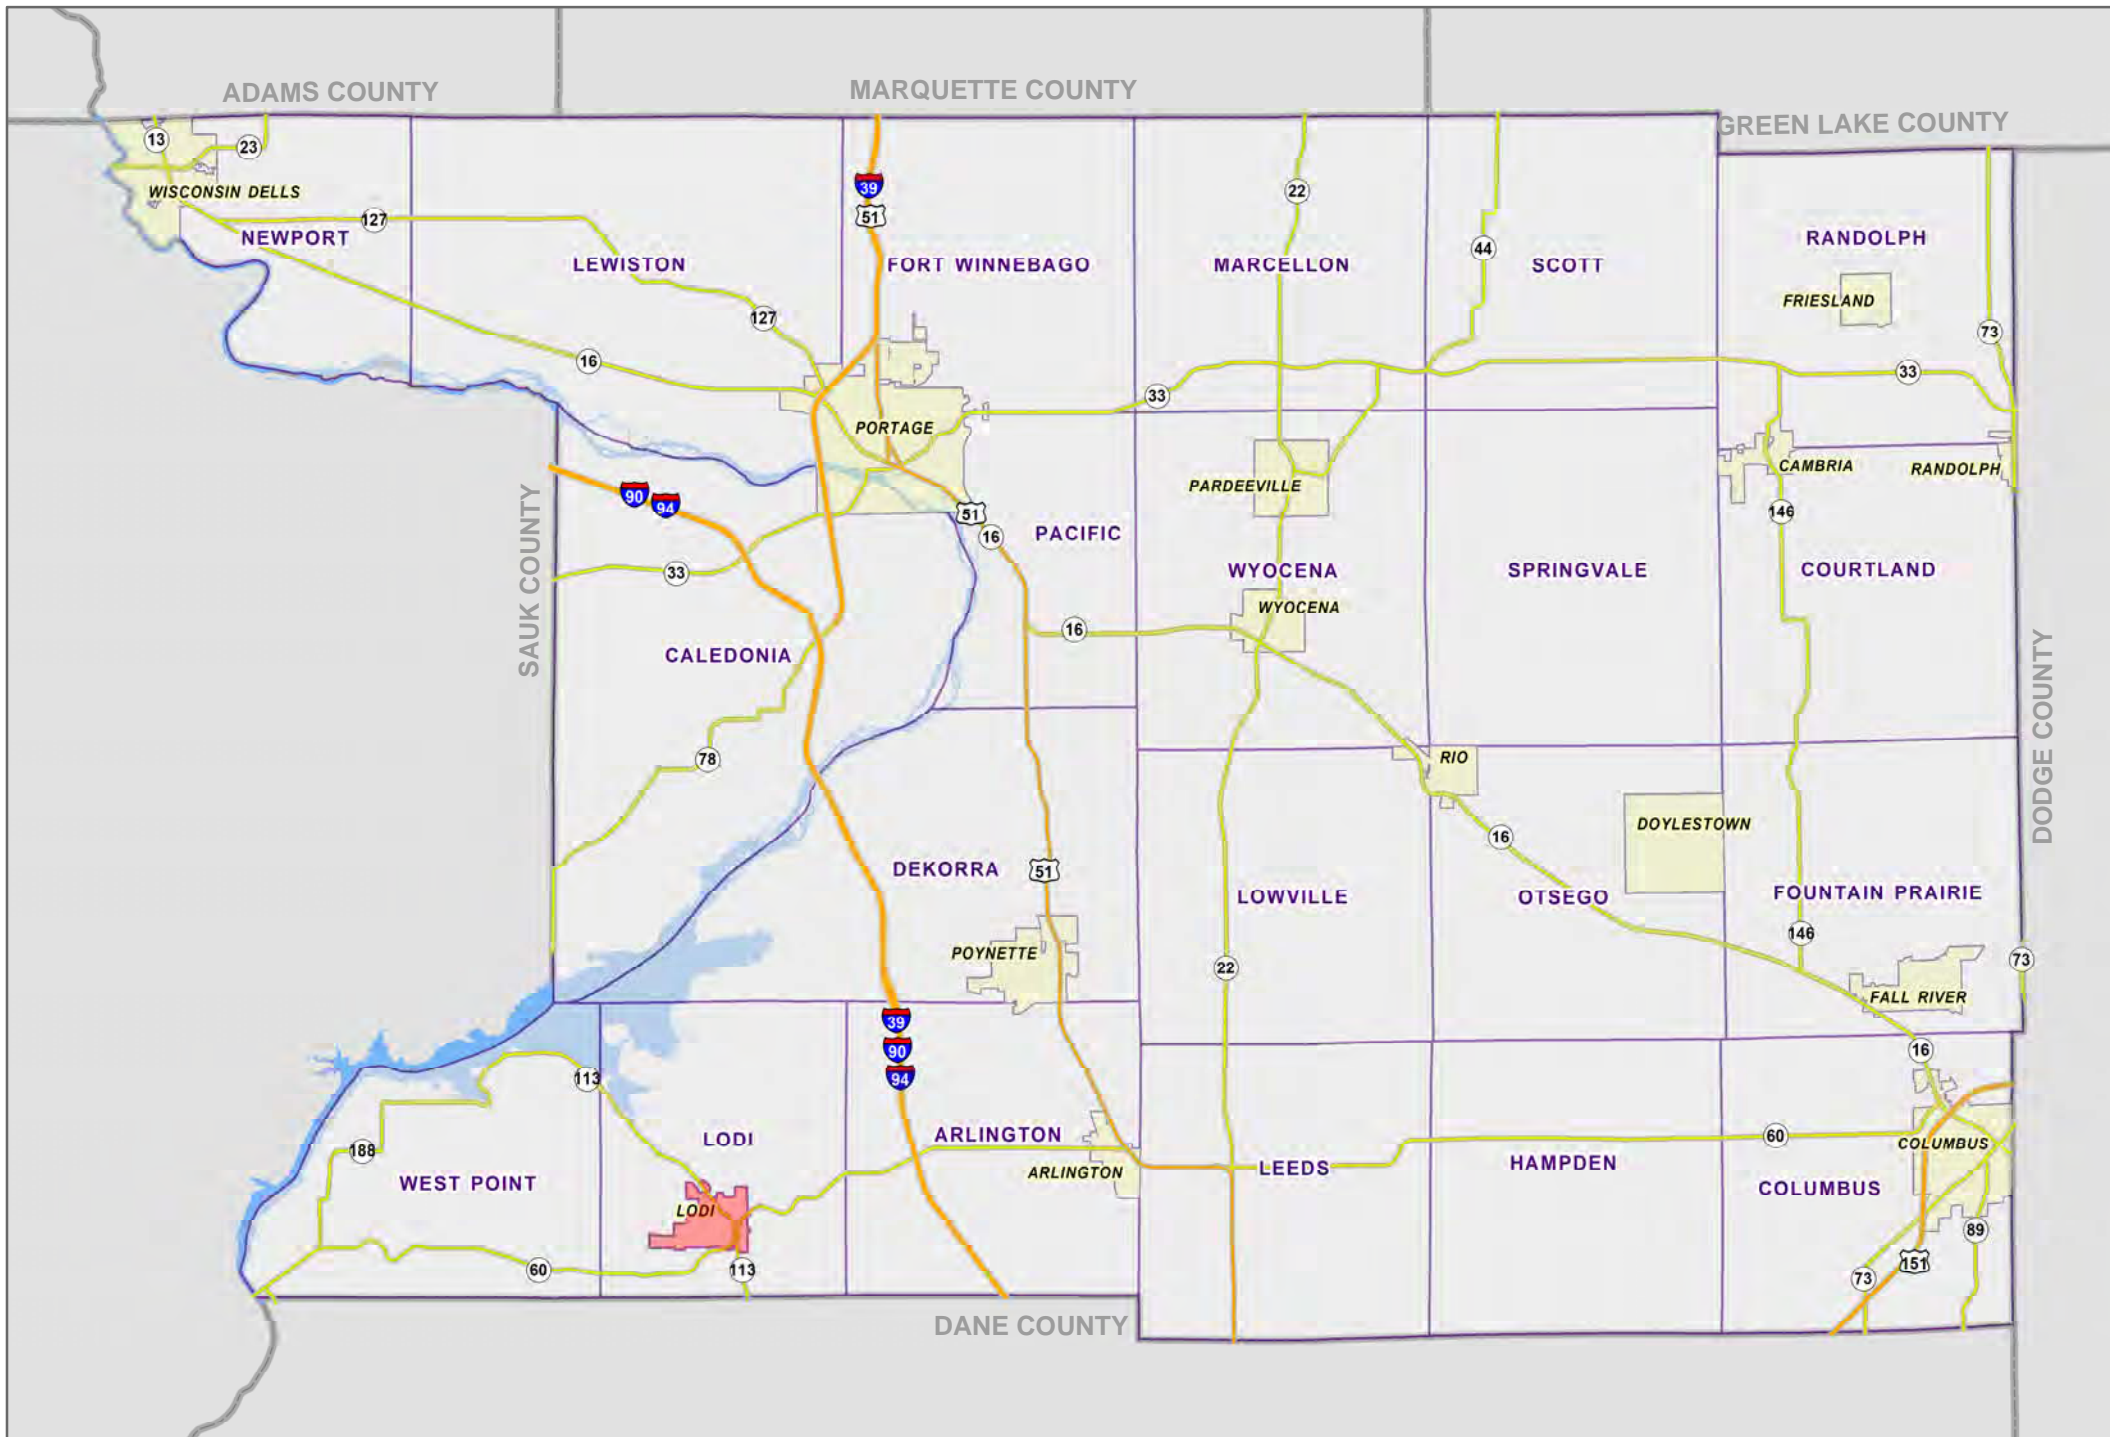 ADAMS COUNTY
MARQUETTE COUNTY
GREEN LAKE COUNTY
13
23
39
51
22
44
WISCONSIN DELLS
127
NEWPORT
LEWISTON
FORT WINNEBAGO
MARCELLON
SCOTT
RANDOLPH
FRIESLAND
127
73
16
33
33
PORTAGE
CAMBRIA
RANDOLPH
PARDEEVILLE
90
94
51
146
16
PACIFIC
SAUK COUNTY
33
WYOCENA
SPRINGVALE
COURTLAND
WYOCENA
16
CALEDONIA
DODGE COUNTY
78
RIO
DOYLESTOWN
16
DEKORRA
51
LOWVILLE
OTSEGO
FOUNTAIN PRAIRIE
146
POYNETTE
22
73
FALL RIVER
39
90
94
16
113
LODI
ARLINGTON
60
COLUMBUS
188
ARLINGTON
LEEDS
HAMPDEN
WEST POINT
COLUMBUS
LODI
89
60
113
151
73
DANE COUNTY